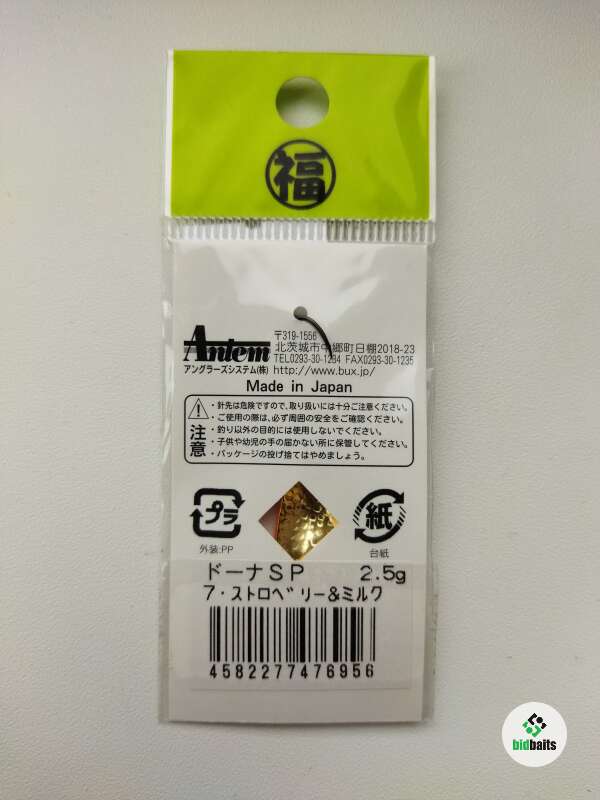 福
Antem
アングラーズシステム(株)
〒319-1556
北茨城市中郷町日棚2018-23
TEL0293-30-1234 FAX0293-30-1235
http://www.bux.jp/
Made in Japan
注意
・針先は危険ですので、取り扱いには十分ご注意ください。
・ご使用の際は、必ず周囲の安全をご確認ください。
・釣り以外の目的には使用しないでください。
・子供や幼児の手の届かない所に保管してください。
・パッケージの投げ捨てはやめましょう。
プラ
外装:PP
紙
台紙
ドーナSP 2.5g
7・ストロベリー&ミルク
4582277476956
bidbaits